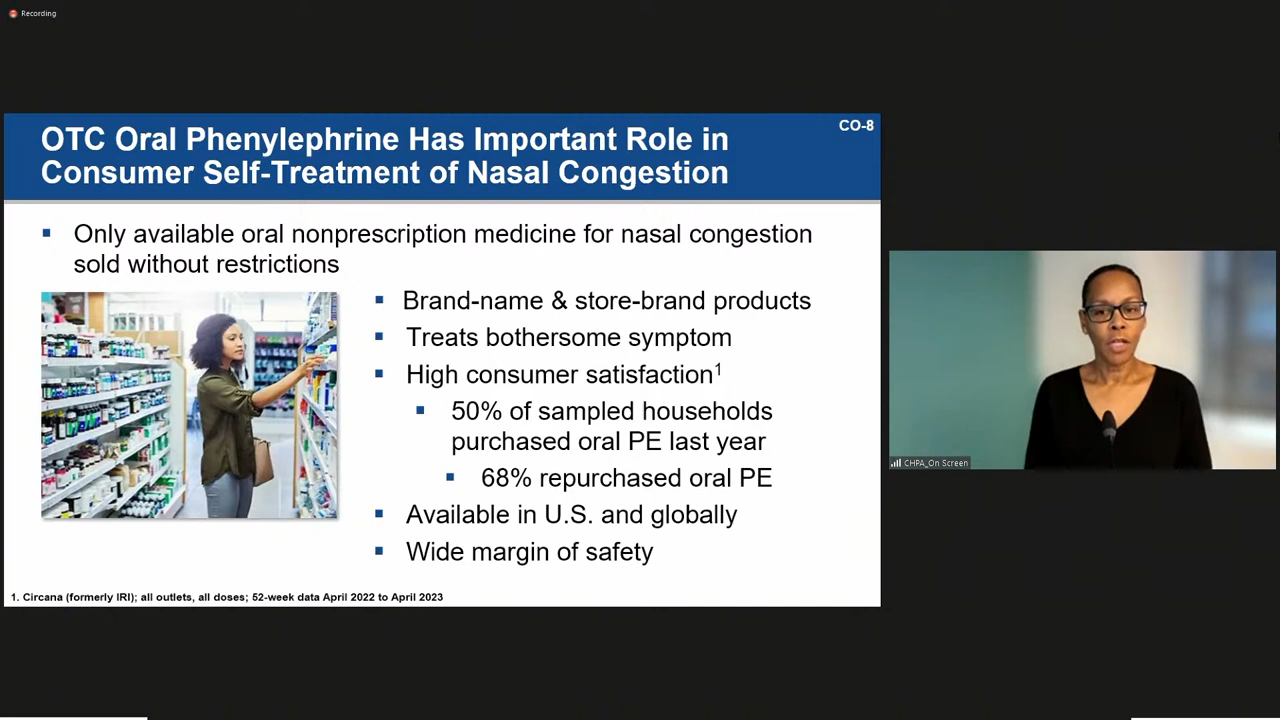 Recording
CO-8
OTC Oral Phenylephrine Has Important Role in
Consumer Self-Treatment of Nasal Congestion
▪ Only available oral nonprescription medicine for nasal congestion
sold without restrictions
▪ Brand-name & store-brand products
▪ Treats bothersome symptom
▪ High consumer satisfaction¹
▪ 50% of sampled households
purchased oral PE last year
▪ 68% repurchased oral PE
▪ Available in U.S. and globally
▪ Wide margin of safety
1. Circana (formerly IRI); all outlets, all doses; 52-week data April 2022 to April 2023
CHPA_On Screen